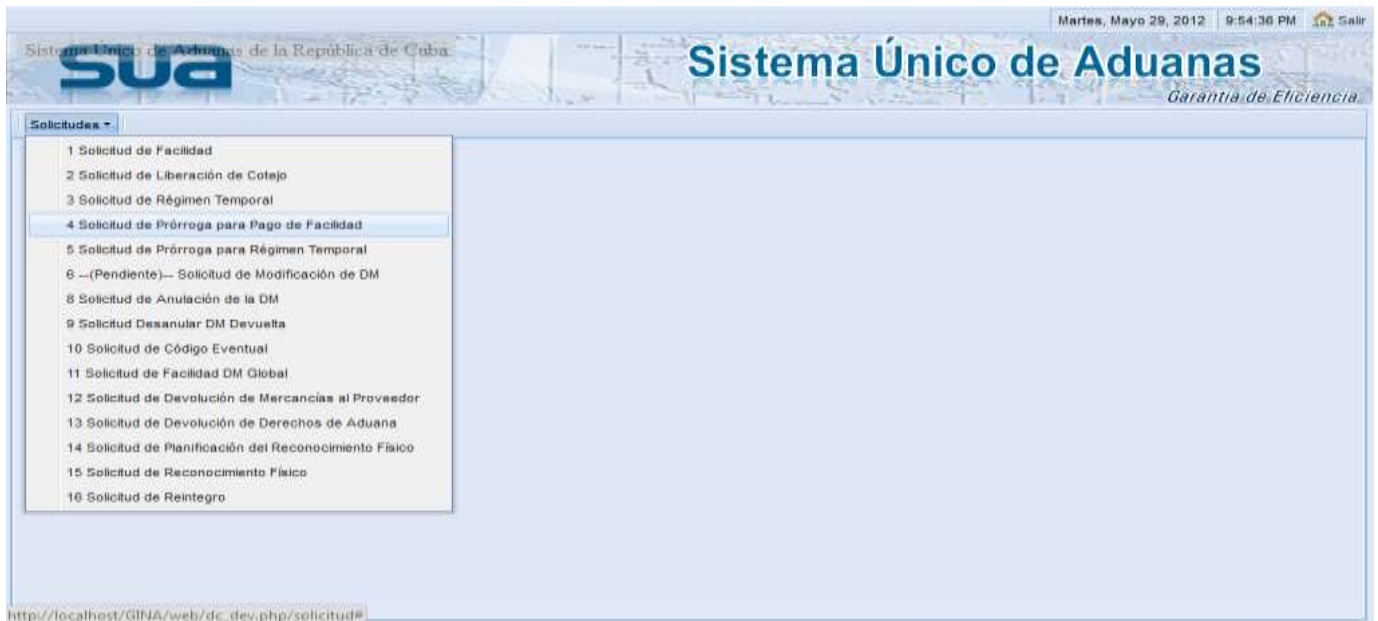 Martes, Mayo 29, 2012 9:54:36 PM Salir
Sistema Único de Aduanas de la República de Cuba
sua
Sistema Único de Aduanas
Garantía de Eficiencia
Solicitudes
1 Solicitud de Facilidad
2 Solicitud de Liberación de Cotejo
3 Solicitud de Régimen Temporal
4 Solicitud de Prórroga para Pago de Facilidad
5 Solicitud de Prórroga para Régimen Temporal
6 --(Pendiente)-- Solicitud de Modificación de DM
8 Solicitud de Anulación de la DM
9 Solicitud Desanular DM Devuelta
10 Solicitud de Código Eventual
11 Solicitud de Facilidad DM Global
12 Solicitud de Devolución de Mercancías al Proveedor
13 Solicitud de Devolución de Derechos de Aduana
14 Solicitud de Planificación del Reconocimiento Físico
15 Solicitud de Reconocimiento Físico
16 Solicitud de Reintegro
http://localhost/GINA/web/dc_dev.php/solicitud#